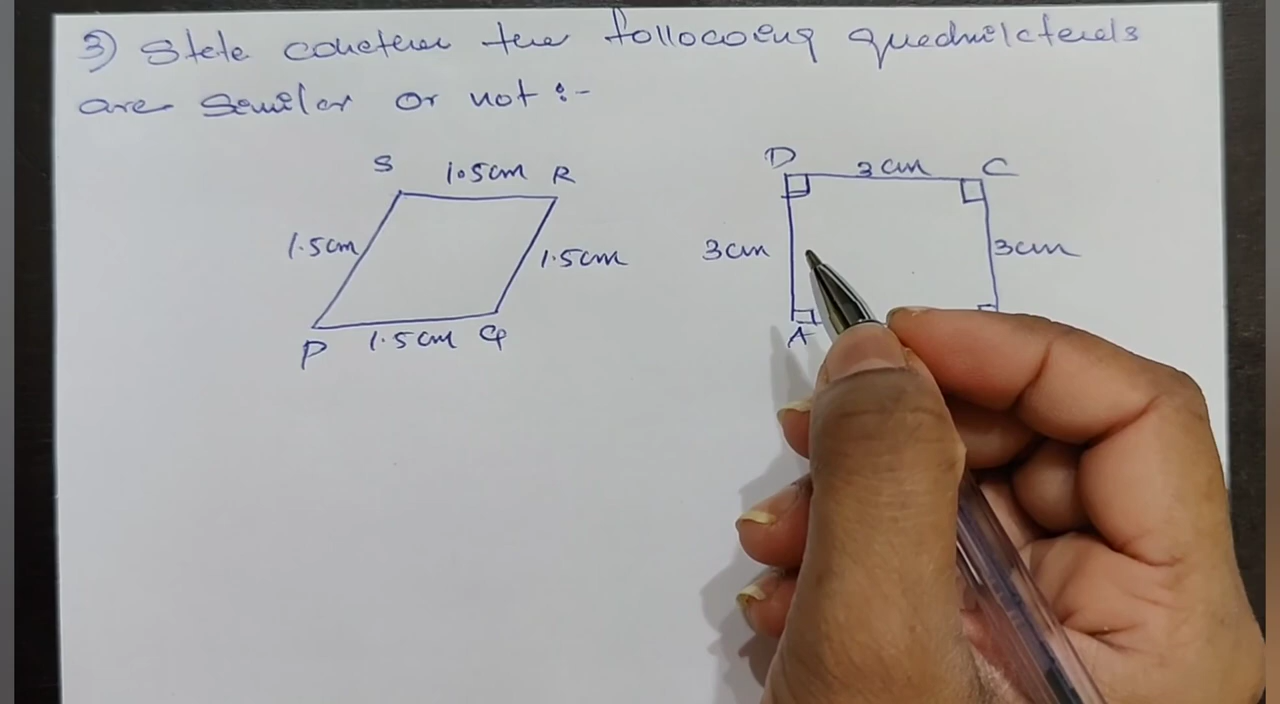 3) State whether the following quadrilaterals
are similar or not :-
S 1.5cm R
D 3cm C
1.5cm 1.5cm
3cm 3cm
P 1.5cm Q
A